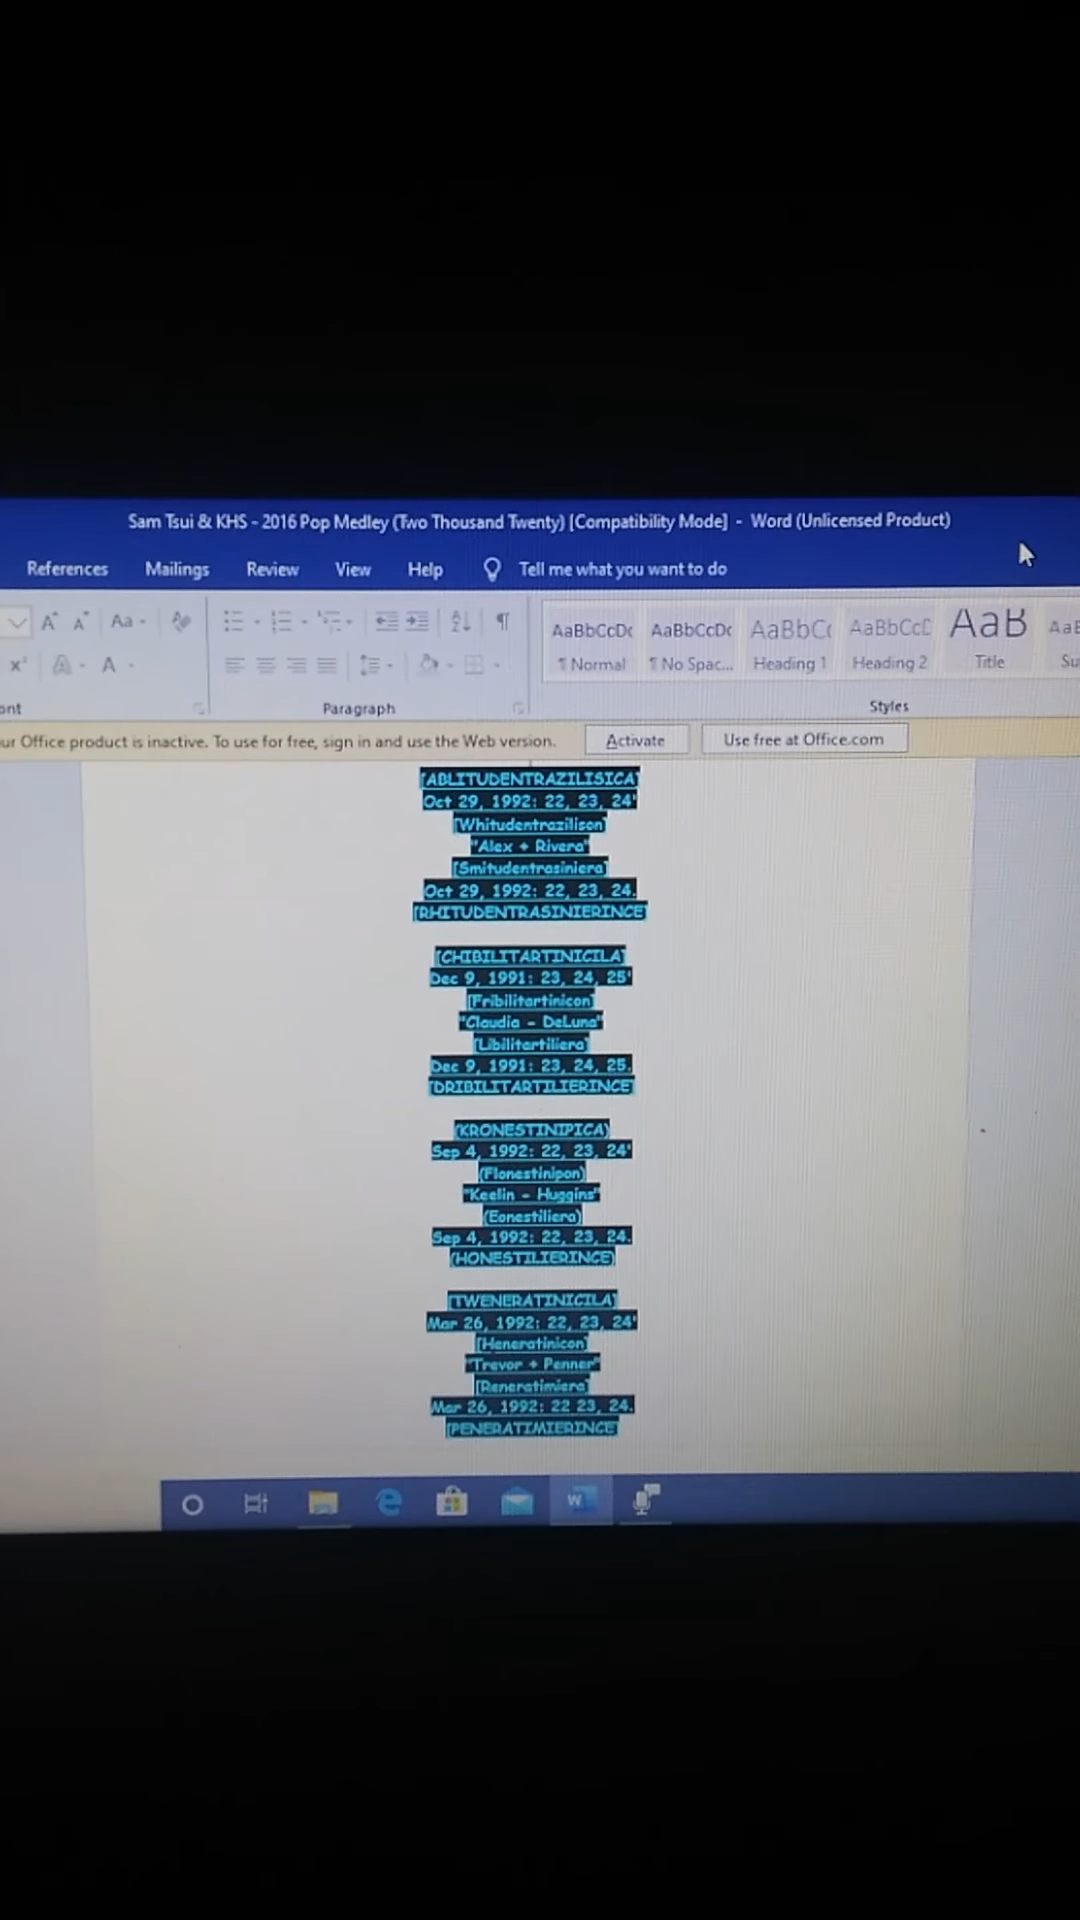 Sam Tsui & KHS - 2016 Pop Medley (Two Thousand Twenty) [Compatibility Mode] - Word (Unlicensed Product)
References Mailings Review View Help Tell me what you want to do
Aa
AaBbCcDc AaBbCcDc AaBbCc AaBbCcD AaB AaB
¶ Normal ¶ No Spac... Heading 1 Heading 2 Title Su
ont Paragraph Styles
ur Office product is inactive. To use for free, sign in and use the Web version. Activate Use free at Office.com
[ABLITUDENTRAZILISICA]
Oct 29, 1992: 22, 23, 24'
[Whitudentrazilison]
"Alex + Rivera"
[Smitudentrasiniera]
Oct 29, 1992: 22, 23, 24.
[RHITUDENTRASINIERINCE]
[CHIBILITARTINICILA]
Dec 9, 1991: 23, 24, 25'
[Fribilitartinicon]
"Claudia - DeLuna"
[Libilitartiliera]
Dec 9, 1991: 23, 24, 25.
[DRIBILITARTILIERINCE]
(KRONESTINIPICA)
Sep 4, 1992: 22, 23, 24'
(Flonestinipon)
"Keelin - Huggins"
(Eonestiliera)
Sep 4, 1992: 22, 23, 24.
(HONESTILIERINCE)
[TWENERATINICILA]
Mar 26, 1992: 22, 23, 24'
[Heneratinicon]
"Trevor + Penner"
[Reneratimiera]
Mar 26, 1992: 22 23, 24.
[PENERATIMIERINCE]